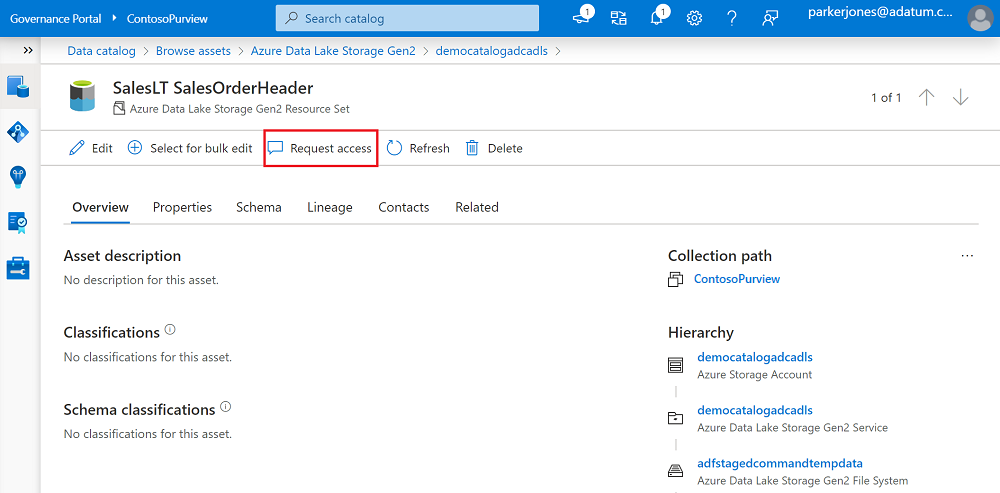 Governance Portal > ContosoPurview
Search catalog
1
1
parkerjones@adatum.c...
Data catalog > Browse assets > Azure Data Lake Storage Gen2 > democatalogadcadls >
SalesLT SalesOrderHeader
Azure Data Lake Storage Gen2 Resource Set
1 of 1
Edit
Select for bulk edit
Request access
Refresh
Delete
Overview
Properties
Schema
Lineage
Contacts
Related
Asset description
No description for this asset.
Classifications
No classifications for this asset.
Schema classifications
No classifications for this asset.
Collection path
...
ContosoPurview
Hierarchy
democatalogadcadls
Azure Storage Account
democatalogadcadls
Azure Data Lake Storage Gen2 Service
adfstagedcommandtempdata
Azure Data Lake Storage Gen2 File System